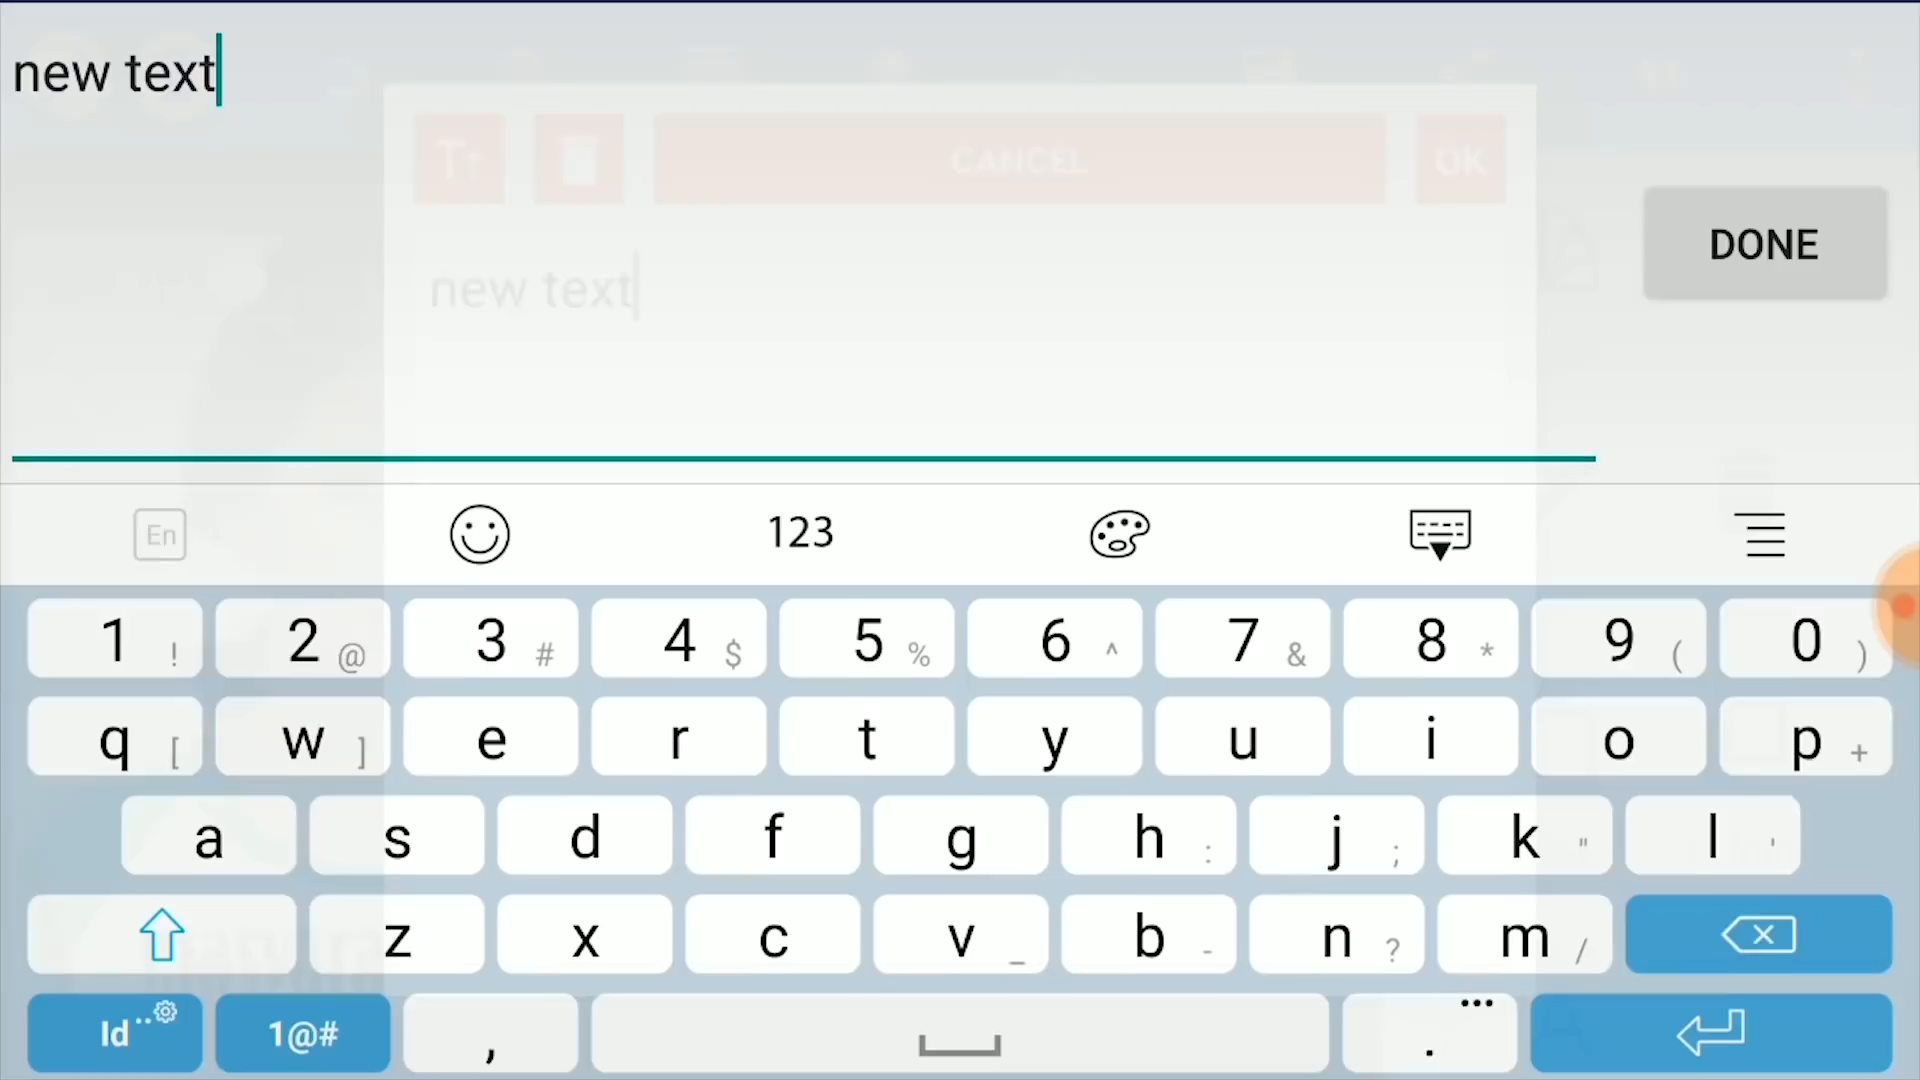 new text
Tт
CANCEL
OK
DONE
new text
En
123
1 ! 2 @ 3 # 4 $ 5 % 6 ^ 7 & 8 * 9 ( 0 )
q [ w ] e r t y u i o p +
a s d f g h : j ; k " l '
z x c v _ b - n ? m /
Id 1@# , . ...